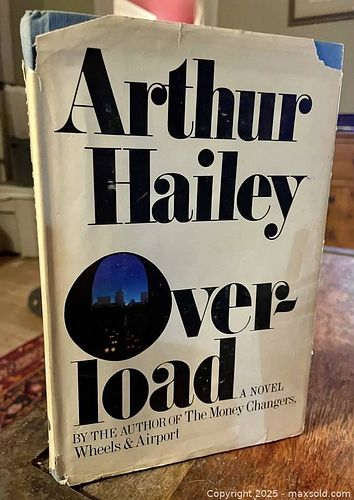 Arthur
Hailey
Over-
load
A NOVEL
BY THE AUTHOR OF The Money Changers,
Wheels & Airport
Copyright 2025 - maxsold.com